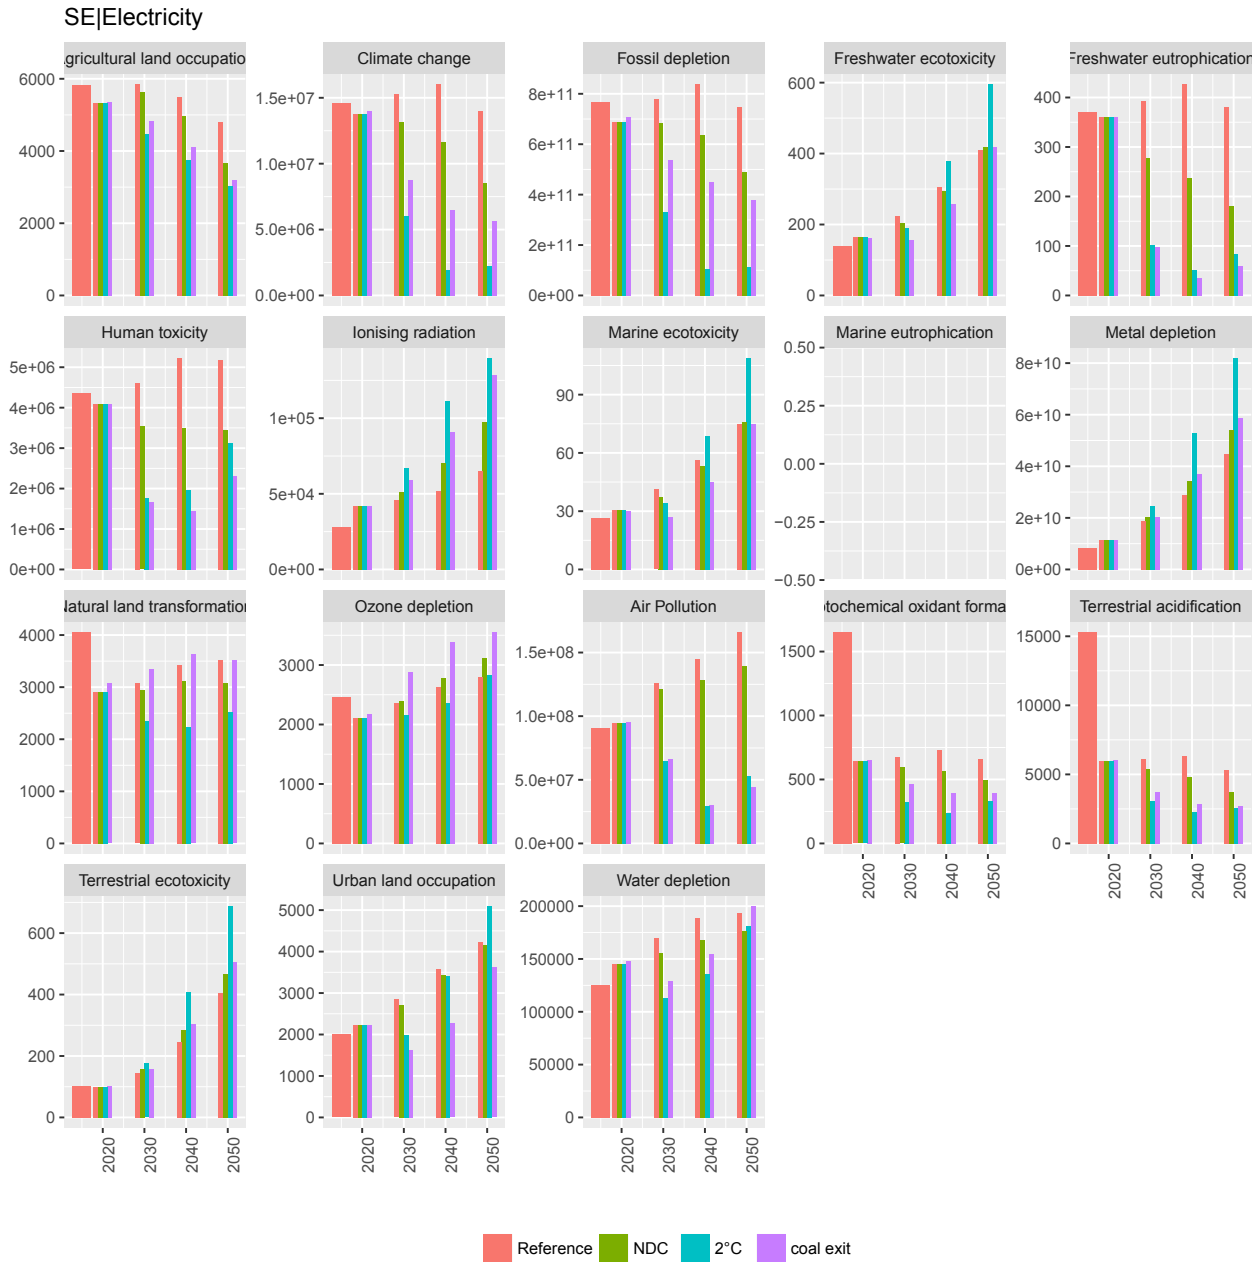 SE|Electricity
gricultural land occupatio
Climate change
Fossil depletion
Freshwater ecotoxicity
Freshwater eutrophication
6000
4000
2000
0
1.5e+07
1.0e+07
5.0e+06
0.0e+00
8e+11
6e+11
4e+11
2e+11
0e+00
600
400
200
0
400
300
200
100
0
Human toxicity
Ionising radiation
Marine ecotoxicity
Marine eutrophication
Metal depletion
5e+06
4e+06
3e+06
2e+06
1e+06
0e+00
1e+05
5e+04
0e+00
90
60
30
0
0.50
0.25
0.00
−0.25
−0.50
8e+10
6e+10
4e+10
2e+10
0e+00
Natural land transformation
Ozone depletion
Air Pollution
otochemical oxidant forma
Terrestrial acidification
4000
3000
2000
1000
0
3000
2000
1000
0
1.5e+08
1.0e+08
5.0e+07
0.0e+00
1500
1000
500
0
15000
10000
5000
0
2020
2030
2040
2050
2020
2030
2040
2050
Terrestrial ecotoxicity
Urban land occupation
Water depletion
600
400
200
0
5000
4000
3000
2000
1000
0
200000
150000
100000
50000
0
2020
2030
2040
2050
2020
2030
2040
2050
2020
2030
2040
2050
Reference
NDC
2°C
coal exit